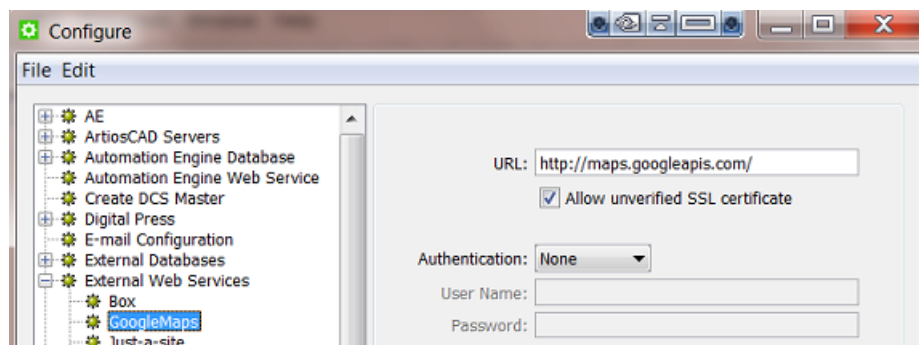 Configure
File Edit
AE
ArtiosCAD Servers
Automation Engine Database
Automation Engine Web Service
Create DCS Master
Digital Press
E-mail Configuration
External Databases
External Web Services
Box
GoogleMaps
Just-a-site
URL: http://maps.googleapis.com/
Allow unverified SSL certificate
Authentication: None
User Name:
Password: